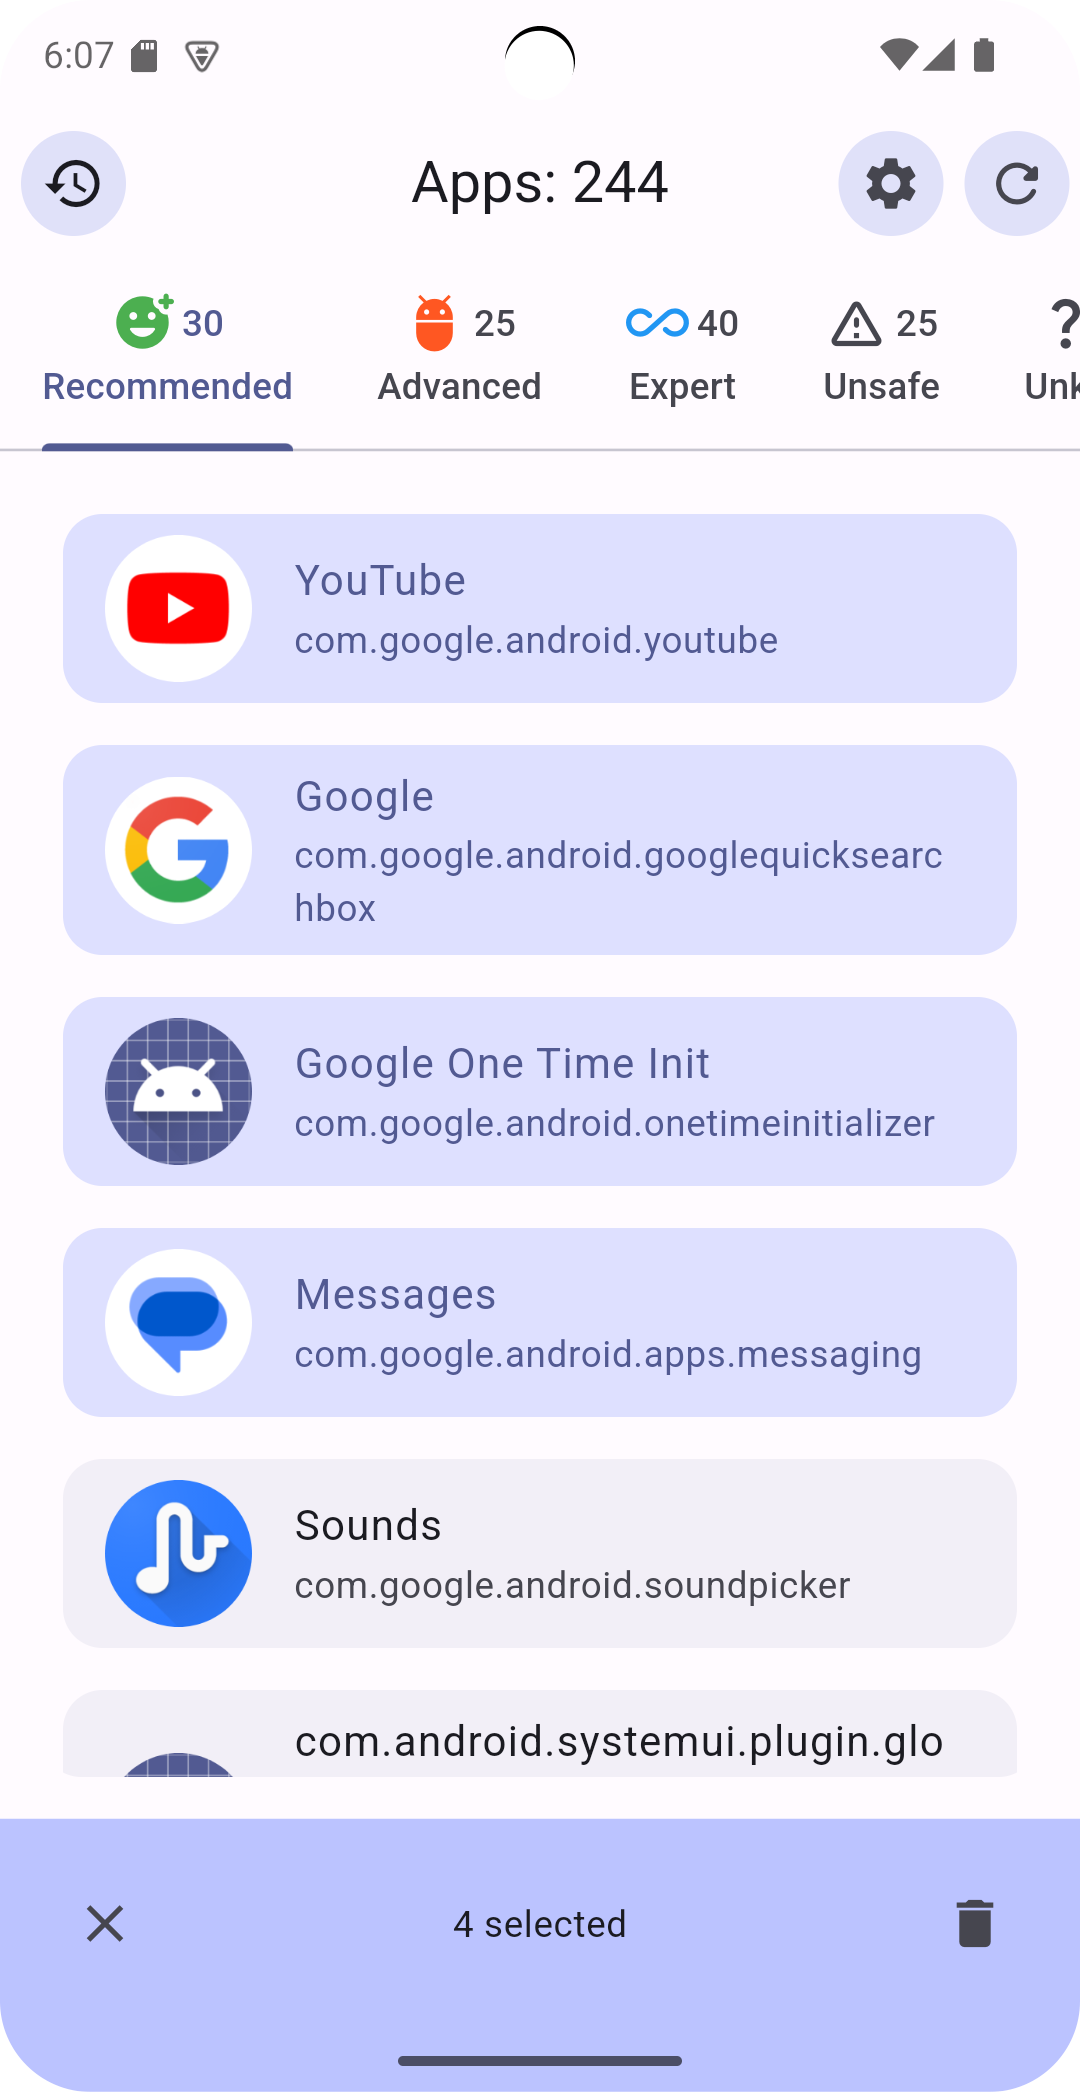 6:07
Apps: 244
30
Recommended
25
Advanced
40
Expert
25
Unsafe
?
Unk
YouTube
com.google.android.youtube
Google
com.google.android.googlequicksearc
hbox
Google One Time Init
com.google.android.onetimeinitializer
Messages
com.google.android.apps.messaging
Sounds
com.google.android.soundpicker
com.android.systemui.plugin.glo
4 selected